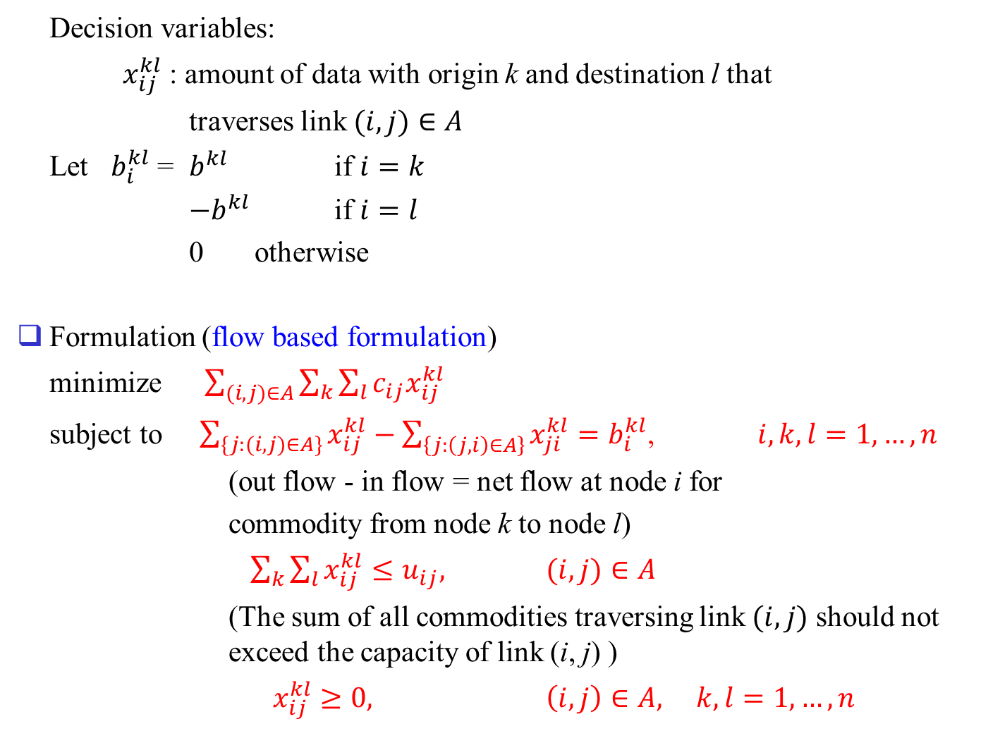 Decision variables:
$x_{ij}^{kl}$ : amount of data with origin k and destination l that
traverses link $(i, j) \in A$
Let $b_i^{kl} =$ $b^{kl}$ if $i = k$
$-b^{kl}$ if $i = l$
0 otherwise
❑ Formulation (flow based formulation)
minimize $\sum_{(i,j)\in A} \sum_k \sum_l c_{ij} x_{ij}^{kl}$
subject to $\sum_{\{j:(i,j)\in A\}} x_{ij}^{kl} - \sum_{\{j:(j,i)\in A\}} x_{ji}^{kl} = b_i^{kl},$ $i, k, l = 1, \ldots, n$
(out flow - in flow = net flow at node i for
commodity from node k to node l)
$\sum_k \sum_l x_{ij}^{kl} \le u_{ij},$ $(i, j) \in A$
(The sum of all commodities traversing link $(i, j)$ should not
exceed the capacity of link (i, j) )
$x_{ij}^{kl} \ge 0,$ $(i, j) \in A,$ $k, l = 1, \ldots, n$